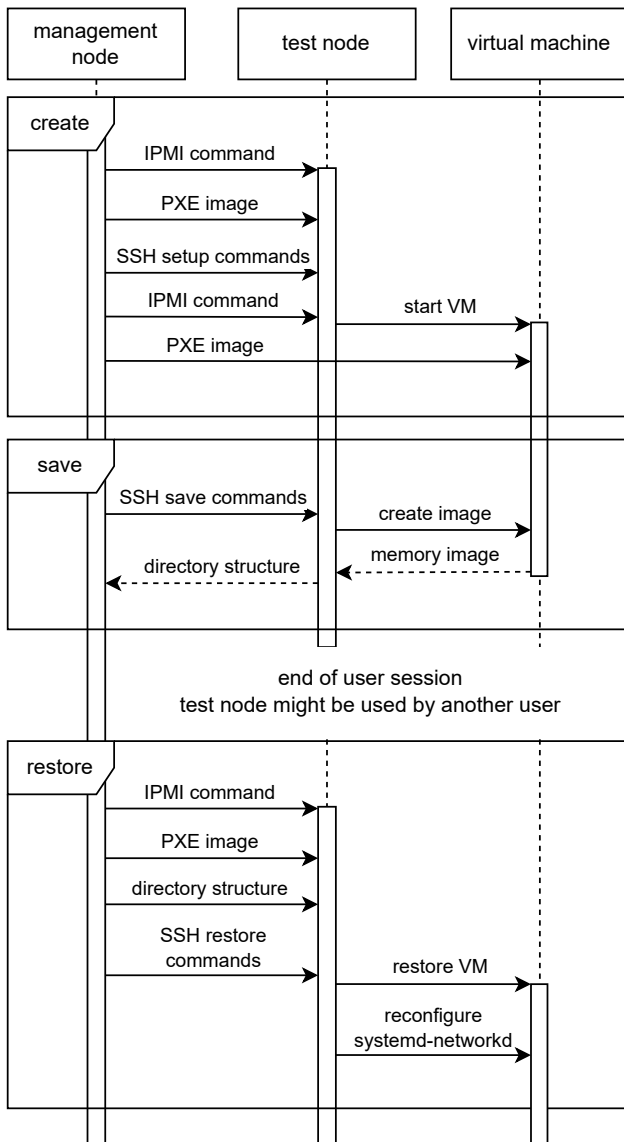 management
node
test node
virtual machine
create
IPMI command
PXE image
SSH setup commands
IPMI command
start VM
PXE image
save
SSH save commands
create image
memory image
directory structure
end of user session
test node might be used by another user
restore
IPMI command
PXE image
directory structure
SSH restore
commands
restore VM
reconfigure
systemd-networkd